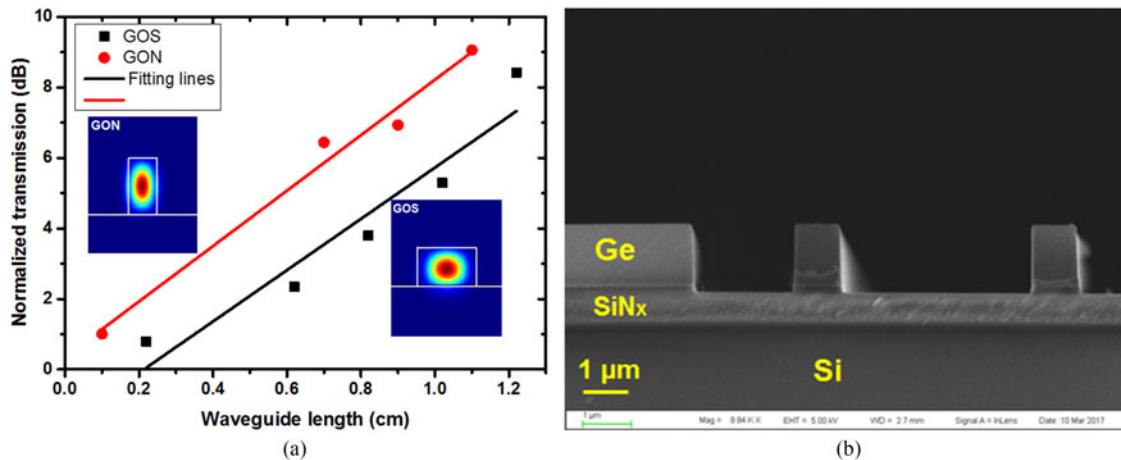 Normalized transmission (dB)
10
8
6
4
2
0
GOS
GON
Fitting lines
GON
GOS
0.0 0.2 0.4 0.6 0.8 1.0 1.2
Waveguide length (cm)
(a)
Ge
SiNx
1 µm
Si
1 µm Mag = 9.84 K X EHT = 5.00 kV WD = 2.7 mm Signal A = InLens Date :10 Mar 2017
(b)